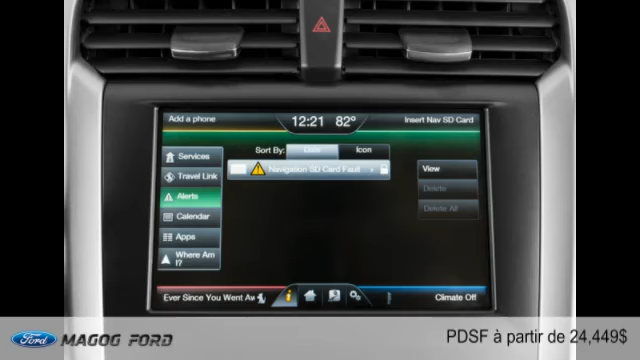 Add a phone
12:21 82°
Insert Nav SD Card
Sort By: Date Icon
Services
Travel Link
Alerts
Calendar
Apps
Where Am I?
Navigation SD Card Fault
View
Delete
Delete All
Ever Since You Went Aw
Climate Off
Ford
MAGOG FORD
PDSF à partir de 24,449$